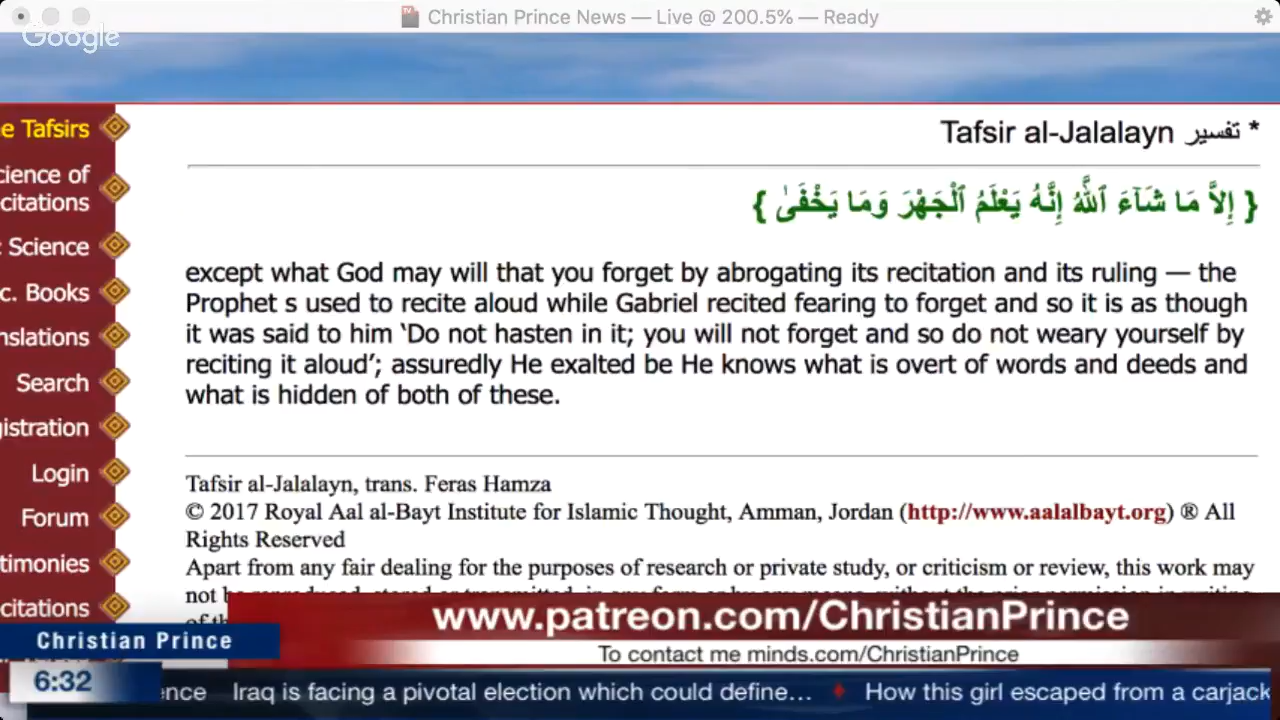 Christian Prince News — Live @ 200.5% — Ready
Google
e Tafsirs
cience of
citations
Science
c. Books
nslations
Search
gistration
Login
Forum
timonies
citations
Tafsir al-Jalalayn تفسير *
{ إِلاَّ مَا شَآءَ ٱللَّهُ إِنَّهُ يَعْلَمُ ٱلْجَهْرَ وَمَا يَخْفَىٰ }
except what God may will that you forget by abrogating its recitation and its ruling — the
Prophet s used to recite aloud while Gabriel recited fearing to forget and so it is as though
it was said to him ‘Do not hasten in it; you will not forget and so do not weary yourself by
reciting it aloud’; assuredly He exalted be He knows what is overt of words and deeds and
what is hidden of both of these.
Tafsir al-Jalalayn, trans. Feras Hamza
© 2017 Royal Aal al-Bayt Institute for Islamic Thought, Amman, Jordan (http://www.aalalbayt.org) ® All
Rights Reserved
Apart from any fair dealing for the purposes of research or private study, or criticism or review, this work may
not
www.patreon.com/ChristianPrince
To contact me minds.com/ChristianPrince
Christian Prince
6:32
ence Iraq is facing a pivotal election which could define... ♦ How this girl escaped from a carjack